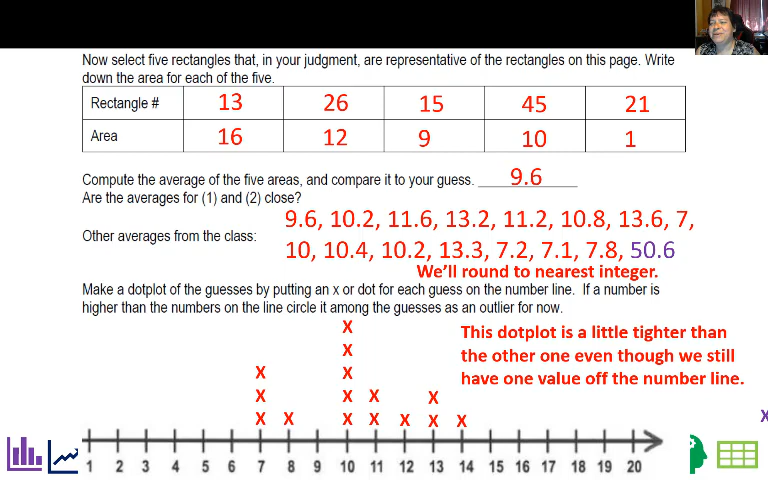 Now select five rectangles that, in your judgment, are representative of the rectangles on this page. Write
down the area for each of the five.
Rectangle # 13 26 15 45 21
Area 16 12 9 10 1
Compute the average of the five areas, and compare it to your guess. 9.6
Are the averages for (1) and (2) close?
Other averages from the class:
9.6, 10.2, 11.6, 13.2, 11.2, 10.8, 13.6, 7,
10, 10.4, 10.2, 13.3, 7.2, 7.1, 7.8, 50.6
We'll round to nearest integer.
Make a dotplot of the guesses by putting an x or dot for each guess on the number line. If a number is
higher than the numbers on the line circle it among the guesses as an outlier for now.
This dotplot is a little tighter than
the other one even though we still
have one value off the number line.
X
X
X X
X X X X
X X X X X X X
X
1 2 3 4 5 6 7 8 9 10 11 12 13 14 15 16 17 18 19 20